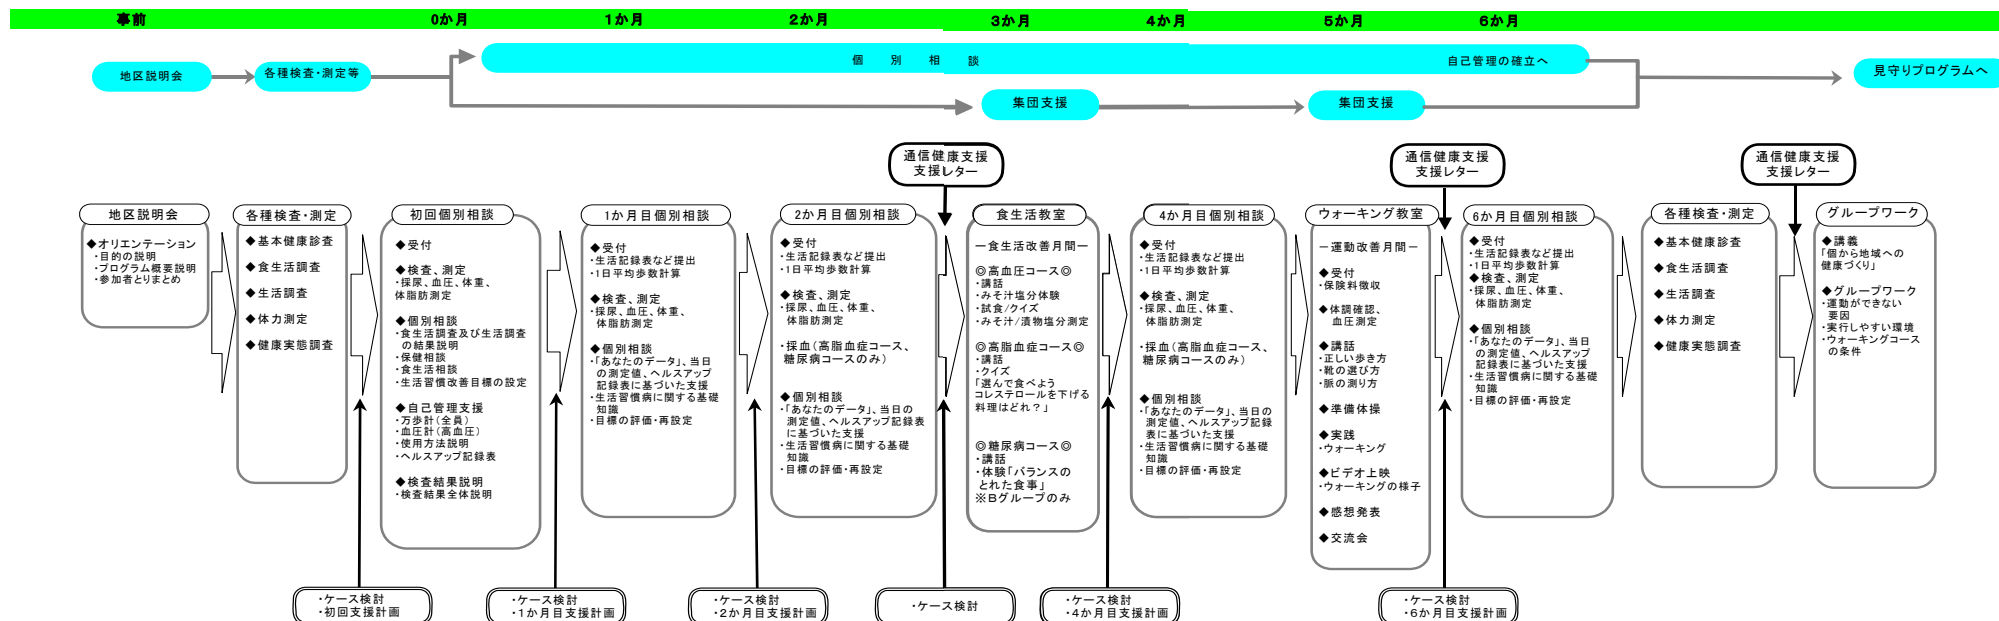 事前
0か月
1か月
2か月
3か月
4か月
5か月
6か月
地区説明会
各種検査・測定等
個別相談
自己管理の確立へ
集団支援
集団支援
見守りプログラムへ
通信健康支援
支援レター
通信健康支援
支援レター
通信健康支援
支援レター
地区説明会
◆オリエンテーション
・目的の説明
・プログラム概要説明
・参加者とりまとめ
各種検査・測定
◆基本健康診査
◆食生活調査
◆生活調査
◆体力測定
◆健康実態調査
初回個別相談
◆受付
◆検査、測定
・採尿、血圧、体重、
体脂肪測定
◆個別相談
・食生活調査及び生活調査
の結果説明
・保健相談
・食生活相談
・生活習慣改善目標の設定
◆自己管理支援
・万歩計(全員)
・血圧計(高血圧)
・使用方法説明
・ヘルスアップ記録表
◆検査結果説明
・検査結果全体説明
1か月目個別相談
◆受付
・生活記録表など提出
・1日平均歩数計算
◆検査、測定
・採尿、血圧、体重、
体脂肪測定
◆個別相談
・「あなたのデータ」、当日
の測定値、ヘルスアップ
記録表に基づいた支援
・生活習慣病に関する基礎
知識
・目標の評価・再設定
2か月目個別相談
◆受付
・生活記録表など提出
・1日平均歩数計算
◆検査、測定
・採尿、血圧、体重、
体脂肪測定
・採血(高脂血症コース、
糖尿病コースのみ)
◆個別相談
・「あなたのデータ」、当日の
測定値、ヘルスアップ記録表
に基づいた支援
・生活習慣病に関する基礎
知識
・目標の評価・再設定
食生活教室
－食生活改善月間－
◎高血圧コース◎
・講話
・みそ汁塩分体験
・試食/クイズ
・みそ汁/漬物塩分測定
◎高脂血症コース◎
・講話
・クイズ
「選んで食べよう
コレステロールを下げる
料理はどれ？」
◎糖尿病コース◎
・講話
・体験「バランスの
とれた食事」
※Bグループのみ
4か月目個別相談
◆受付
・生活記録表など提出
・1日平均歩数計算
◆検査、測定
・採尿、血圧、体重、
体脂肪測定
・採血(高脂血症コース、
糖尿病コースのみ)
◆個別相談
・「あなたのデータ」、当日の
測定値、ヘルスアップ記録
表に基づいた支援
・生活習慣病に関する基礎
知識
・目標の評価・再設定
ウォーキング教室
－運動改善月間－
◆受付
・保険料徴収
◆体調確認、
血圧測定
◆講話
・正しい歩き方
・靴の選び方
・脈の測り方
◆準備体操
◆実践
・ウォーキング
◆ビデオ上映
・ウォーキングの様子
◆感想発表
◆交流会
6か月目個別相談
◆受付
・生活記録表など提出
・1日平均歩数計算
◆検査、測定
・採尿、血圧、体重、
体脂肪測定
◆個別相談
・「あなたのデータ」、当日
の測定値、ヘルスアップ
記録表に基づいた支援
・生活習慣病に関する基礎
知識
・目標の評価・再設定
各種検査・測定
◆基本健康診査
◆食生活調査
◆生活調査
◆体力測定
◆健康実態調査
グループワーク
◆講義
「個から地域への
健康づくり」
◆グループワーク
・運動ができない
要因
・実行しやすい環境
・ウォーキングコース
の条件
・ケース検討
・初回支援計画
・ケース検討
・1か月目支援計画
・ケース検討
・2か月目支援計画
・ケース検討
・ケース検討
・4か月目支援計画
・ケース検討
・6か月目支援計画